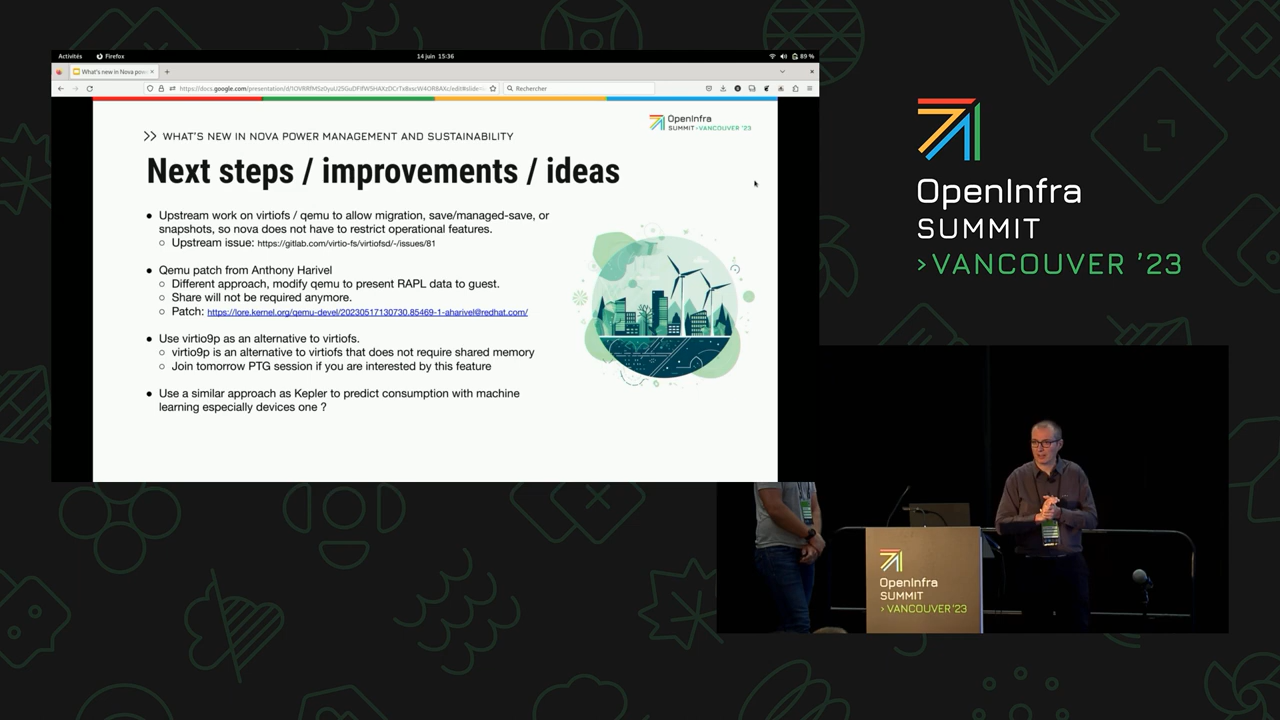 Activités Firefox 14 juin 15:36 89 %
What's new in Nova pow
Rechercher
OpenInfra
SUMMIT >VANCOUVER '23
>> WHAT'S NEW IN NOVA POWER MANAGEMENT AND SUSTAINABILITY
Next steps / improvements / ideas
● Upstream work on virtiofs / qemu to allow migration, save/managed-save, or
snapshots, so nova does not have to restrict operational features.
○ Upstream issue: https://gitlab.com/virtio-fs/virtiofsd/-/issues/81
● Qemu patch from Anthony Harivel
○ Different approach, modify qemu to present RAPL data to guest.
○ Share will not be required anymore.
○ Patch: https://lore.kernel.org/qemu-devel/20230517130730.85469-1-aharivel@redhat.com/
● Use virtio9p as an alternative to virtiofs.
○ virtio9p is an alternative to virtiofs that does not require shared memory
○ Join tomorrow PTG session if you are interested by this feature
● Use a similar approach as Kepler to predict consumption with machine
learning especially devices one ?
OpenInfra
SUMMIT
>VANCOUVER '23
OpenInfra
SUMMIT
>VANCOUVER '23